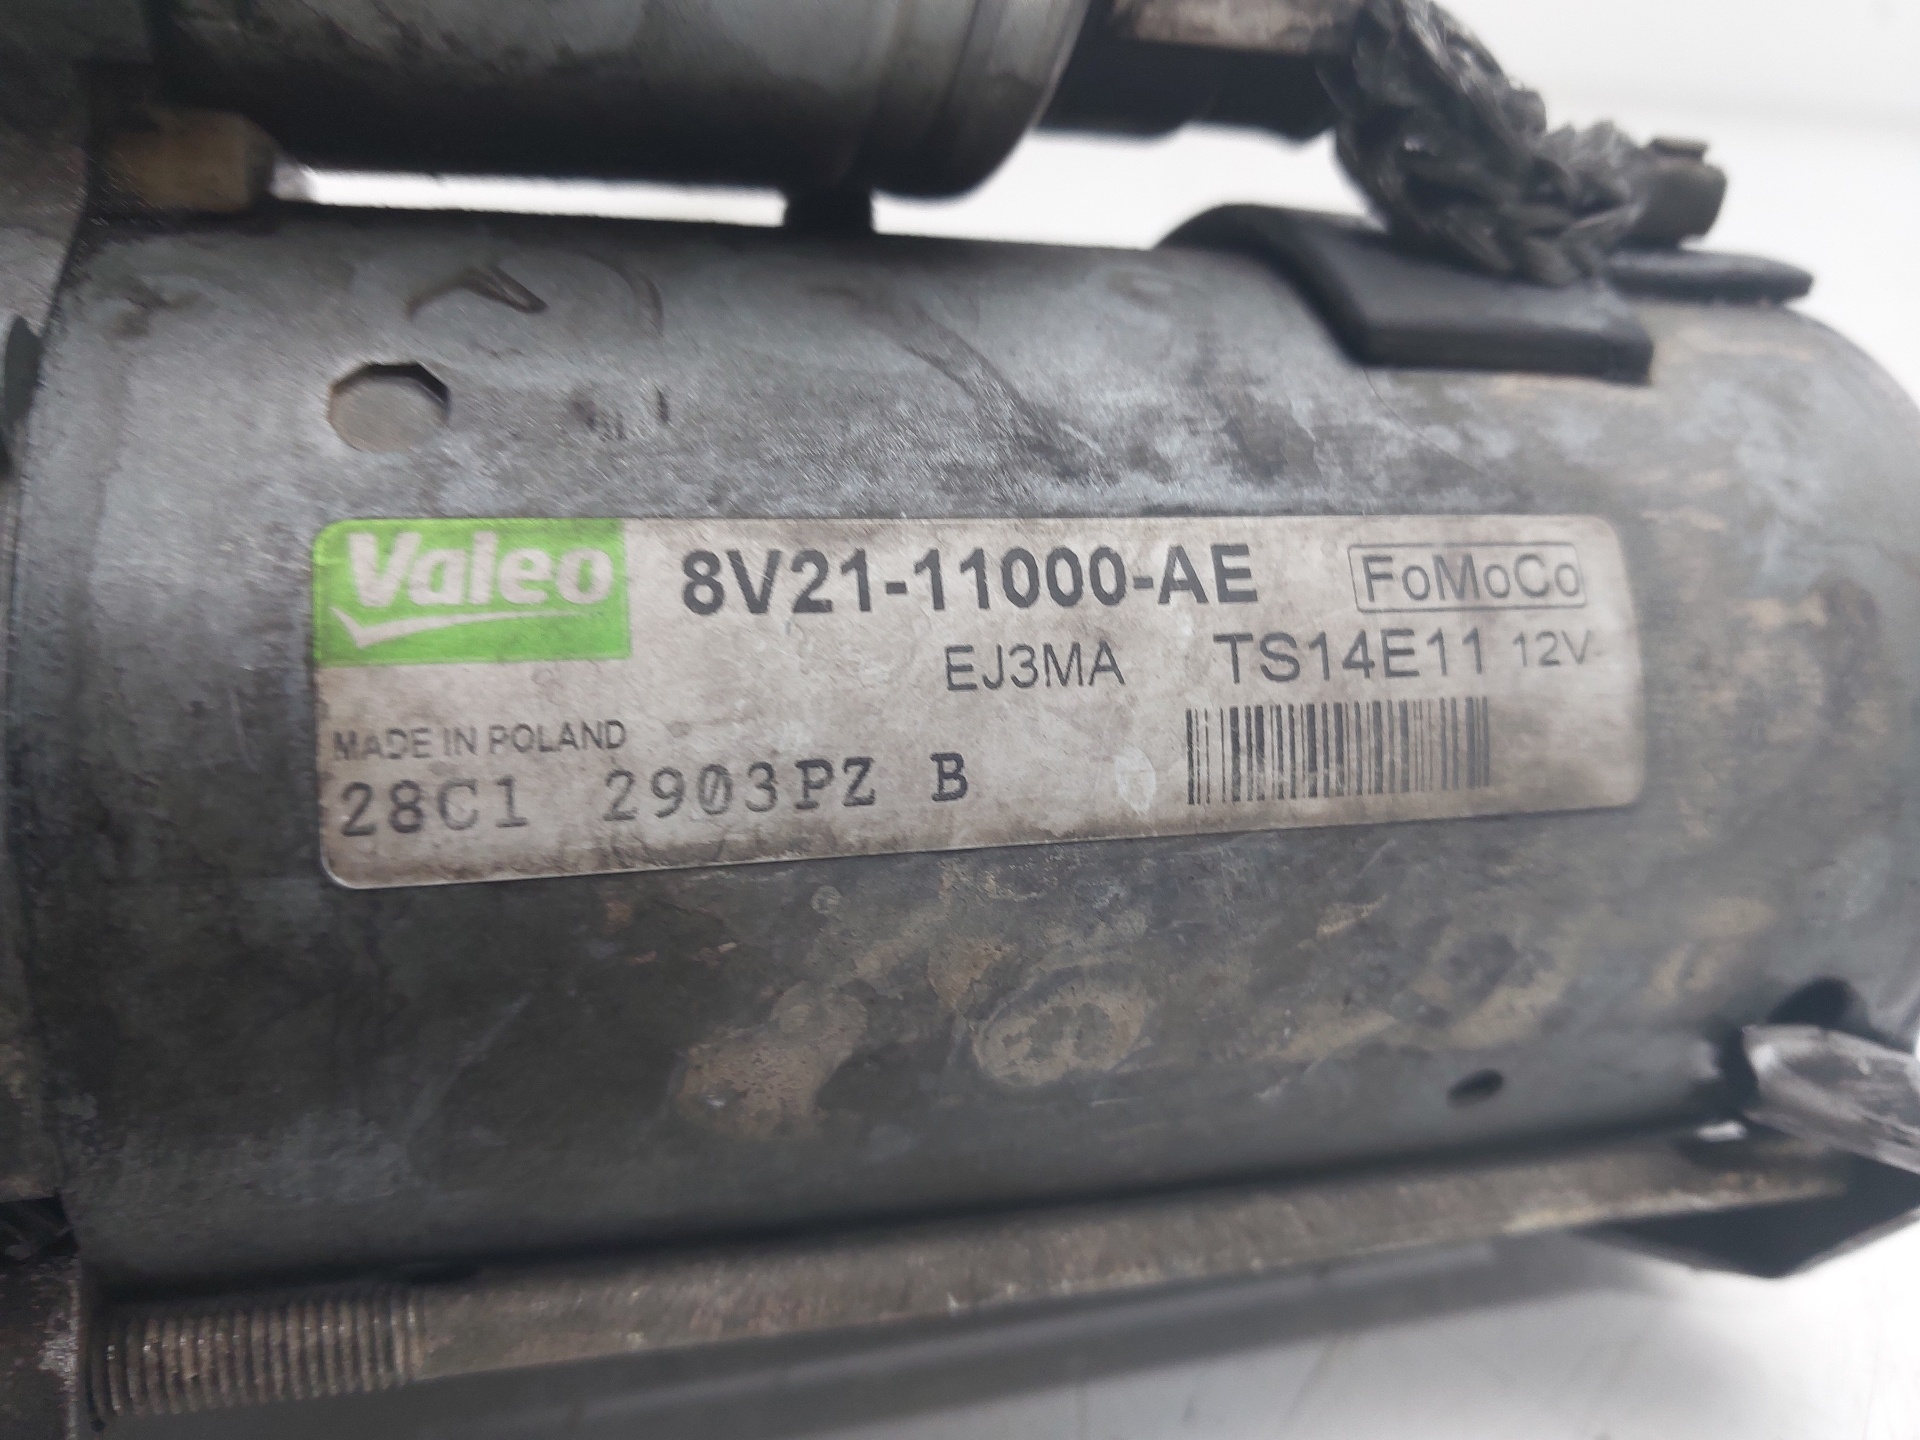 Valeo 8V21-11000-AE FoMoCo
EJ3MA TS14E11 12V
MADE IN POLAND
28C1 2903PZ B